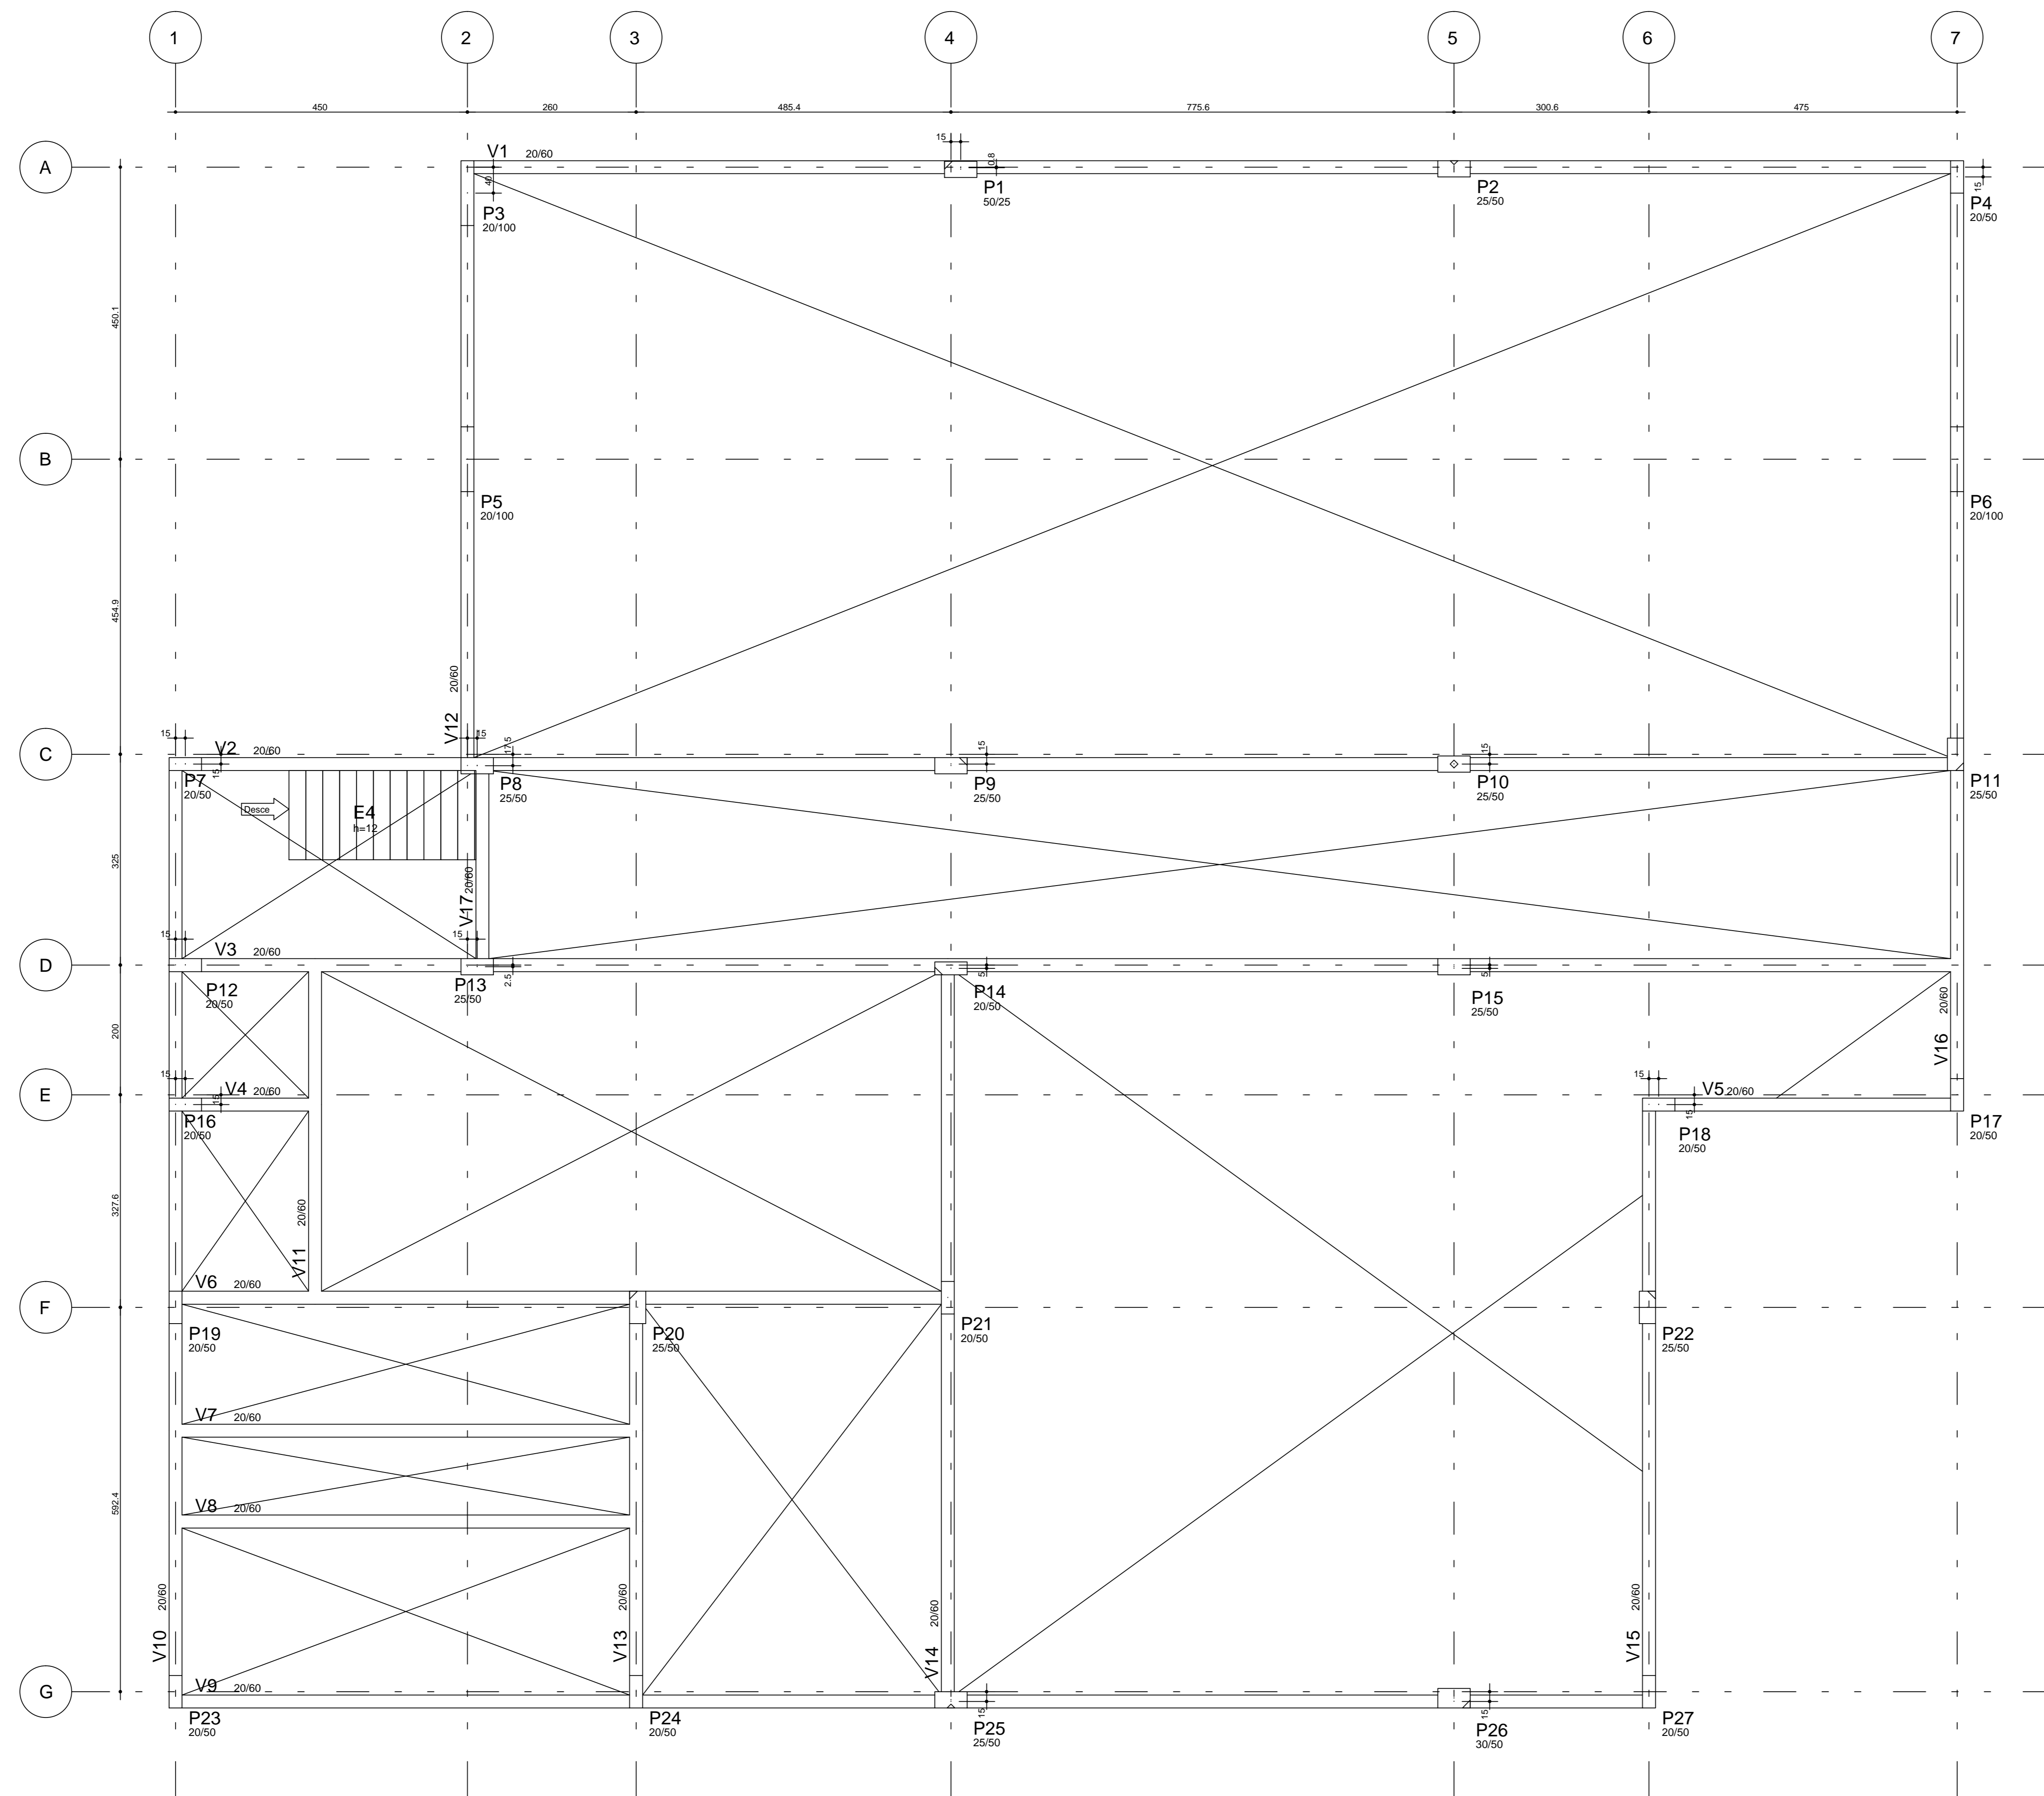 1 2 3 4 5 6 7
450 260 485.4 775.6 300.6 475
A
V1 20/60
15
0.8
40
P1
50/25
P2
25/50
15
P3
20/100
P4
20/50
450.1
B
P5
20/100
P6
20/100
454.9
20/60
V12
C
15
V2 20/60
15
15
17.5
15
15
P7
20/50
P8
25/50
P9
25/50
P10
25/50
P11
25/50
Desce
E4
h=12
325
20/60
V17
15
V3 20/60
15
D
P12
20/50
P13
25/50
2.5
5
P14
20/50
5
P15
25/50
20/60
V16
200
E
15
V4 20/60
15
P16
20/50
15
V5 20/60
15
P18
20/50
P17
20/50
327.6
20/60
V11
V6 20/60
F
P19
20/50
P20
25/50
P21
20/50
P22
25/50
V7 20/60
V8 20/60
592.4
20/60
V10
20/60
V13
20/60
V14
20/60
V15
G
V9 20/60
15
15
P23
20/50
P24
20/50
P25
25/50
P26
30/50
P27
20/50